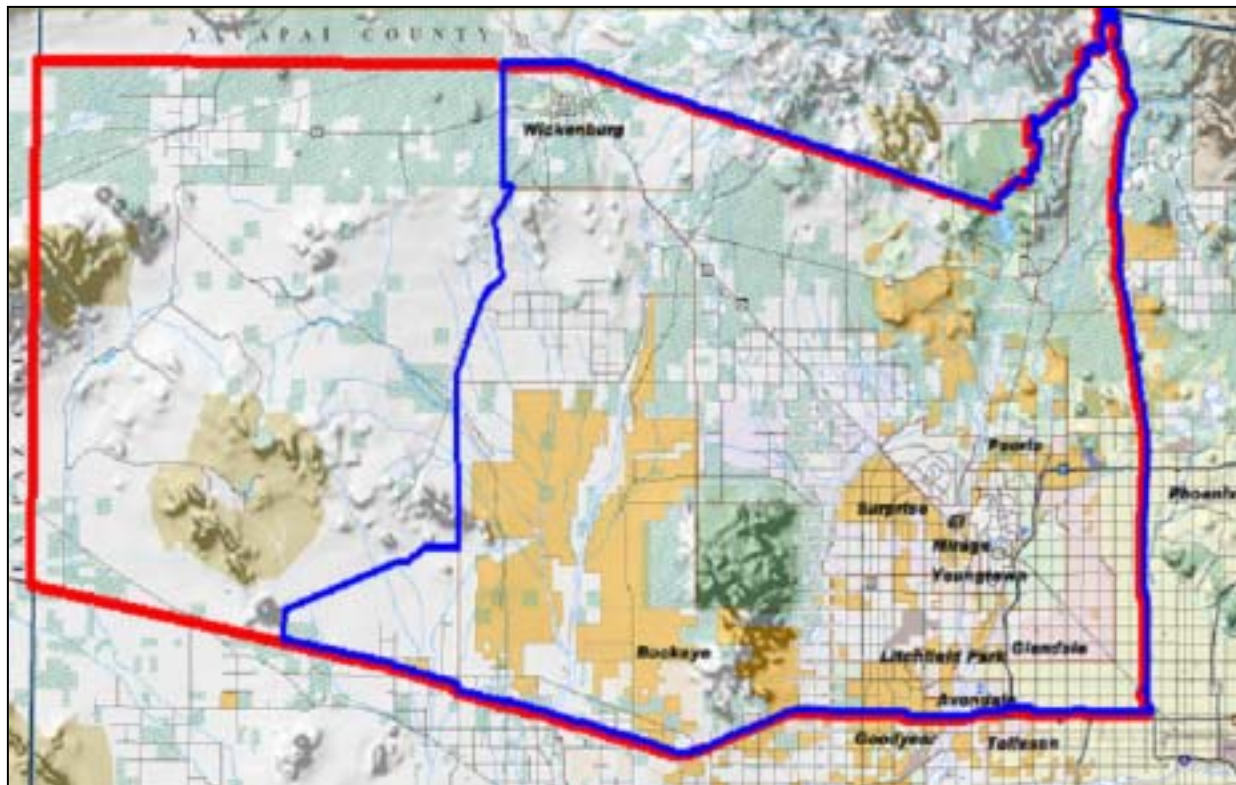 YAVAPAI COUNTY
Wickenburg
Peoria
Phoenix
Surprise
El
Mirage
Youngtown
Buckeye
Litchfield Park
Glendale
Avondale
Goodyear
Tolleson